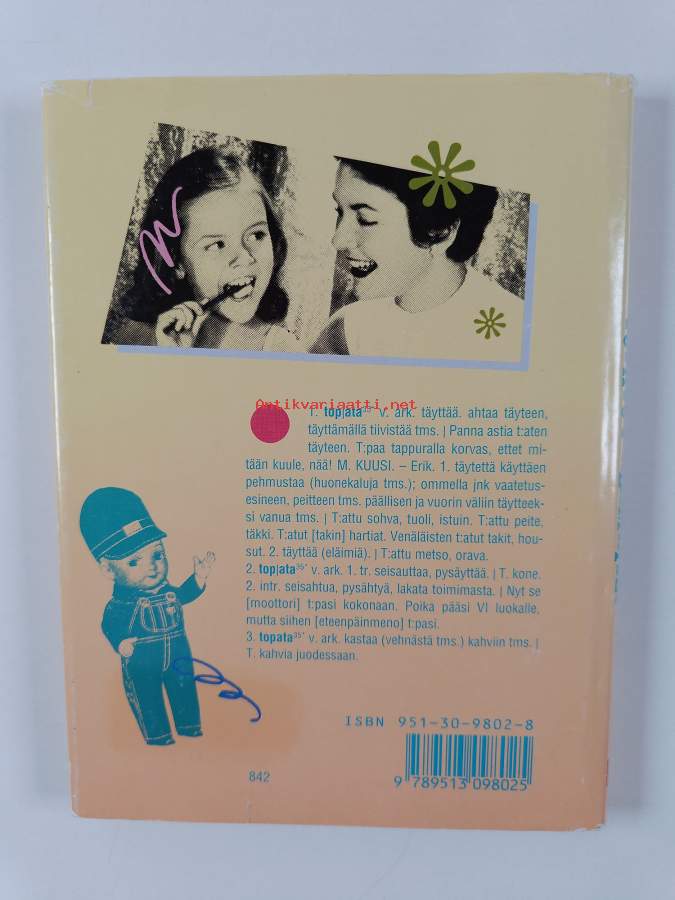 Antikvariaatti.net
1. top|ata³⁵* v. ark. täyttää. ahtaa täyteen,
täyttämällä tiivistää tms. | Panna astia t:aten
täyteen. T:paa tappuralla korvas, ettet mi-
tään kuule, nää! M. KUUSI. – Erik. 1. täytettä käyttäen
pehmustaa (huonekaluja tms.); ommella jnk vaatetus-
esineen, peitteen tms. päällisen ja vuorin väliin täytteek-
si vanua tms. | T:attu sohva, tuoli, istuin. T:attu peite,
täkki. T:atut [takin] hartiat. Venäläisten t:atut takit, hou-
sut. 2. täyttää (eläimiä). | T:attu metso, orava.
2. top|ata³⁵* v. ark. 1. tr. seisauttaa, pysäyttää. | T. kone.
2. intr. seisahtua, pysähtyä, lakata toimimasta. | Nyt se
[moottori] t:pasi kokonaan. Poika pääsi VI luokalle,
mutta siihen [eteenpäinmeno] t:pasi.
3. topata³⁵* v. ark. kastaa (vehnästä tms.) kahviin tms. |
T. kahvia juodessaan.
ISBN 951-30-9802-8
842
9 789513 098025